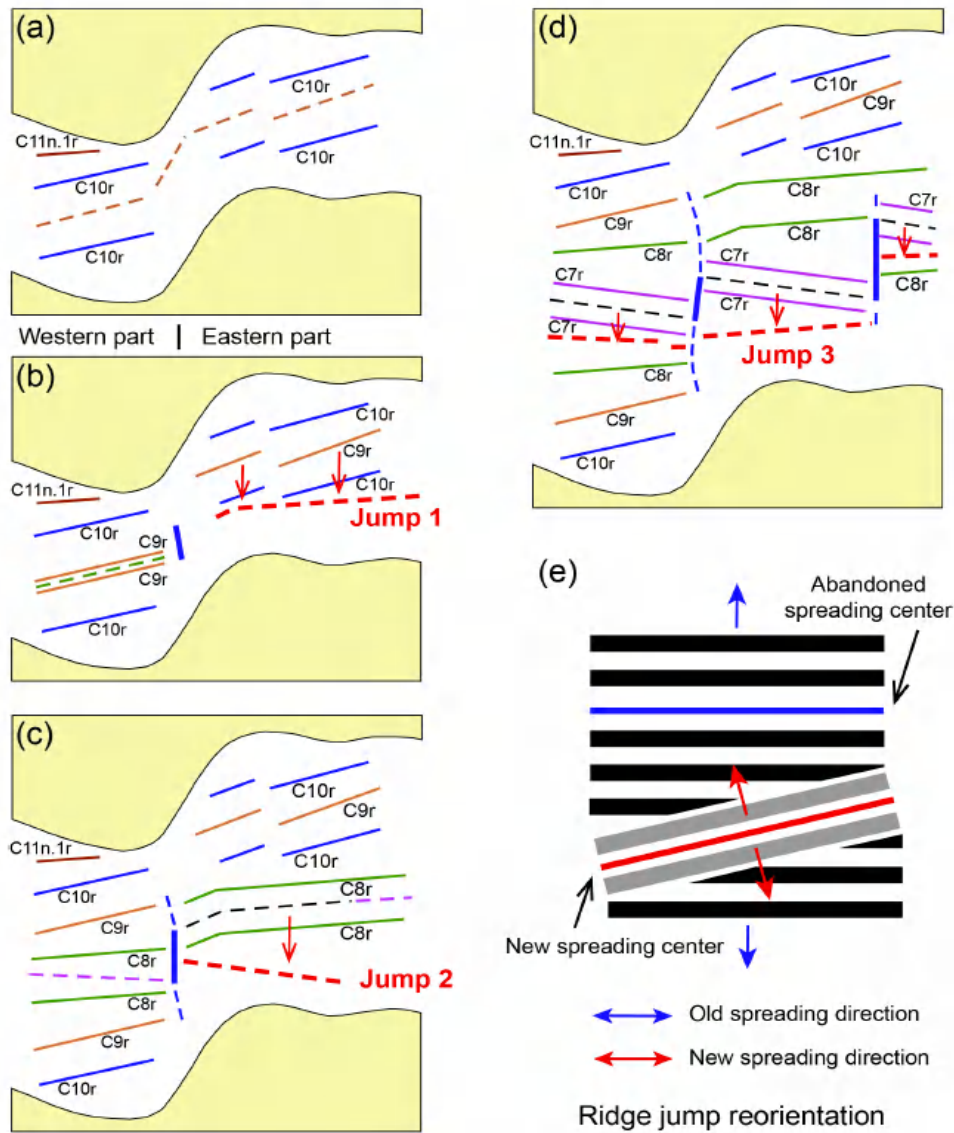 (a)
C10r
C11n.1r
C10r
C10r
C10r
Western part | Eastern part
(b)
C10r
C9r
C10r
C11n.1r
Jump 1
C10r
C9r
C9r
C10r
(c)
C9r
C10r
C11n.1r
C8r
C10r
C9r
C8r
C8r
Jump 2
C8r
C9r
C10r
(d)
C10r
C9r
C11n.1r
C10r
C10r
C8r
C7r
C9r
C8r
C8r
C7r
C7r
C8r
C7r
C7r
Jump 3
C8r
C9r
C10r
(e)
Abandoned
spreading
center
New spreading
center
Old spreading direction
New spreading direction
Ridge jump reorientation